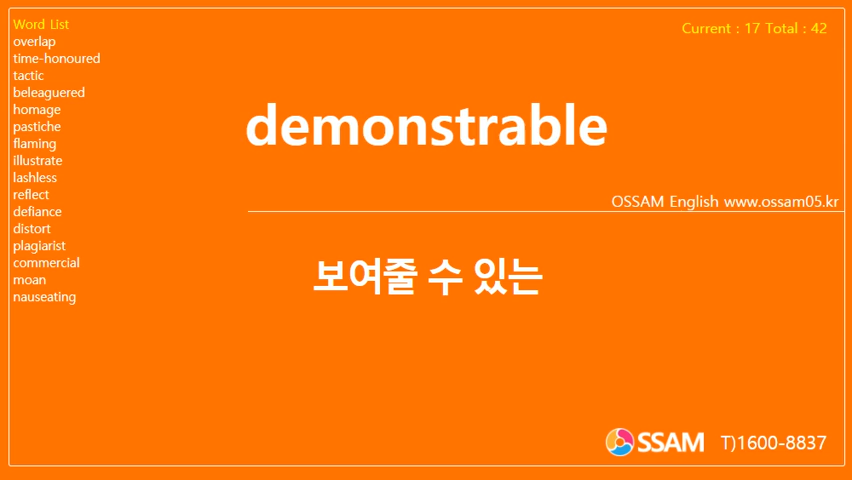 Word List
overlap
time-honoured
tactic
beleaguered
homage
pastiche
flaming
illustrate
lashless
reflect
defiance
distort
plagiarist
commercial
moan
nauseating
Current : 17 Total : 42
demonstrable
OSSAM English www.ossam05.kr
보여줄 수 있는
OSSAM T)1600-8837